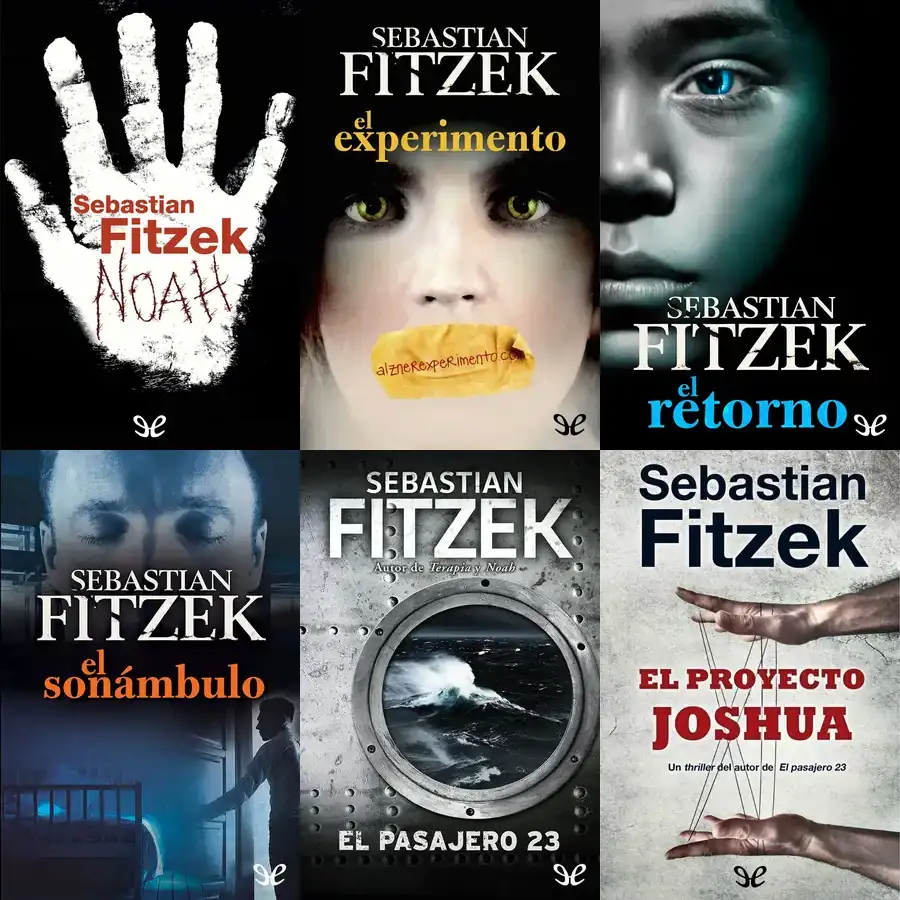 Sebastian
Fitzek
NOAH
SEBASTIAN
FITZEK
el
experimento
alznerexperimento.co
SEBASTIAN
FITZEK
el
retorno
SEBASTIAN
FITZEK
el
sonámbulo
SEBASTIAN
FITZEK
Autor de Terapia y Noah
EL PASAJERO 23
Sebastian
Fitzek
EL PROYECTO
JOSHUA
Un thriller del autor de El pasajero 23